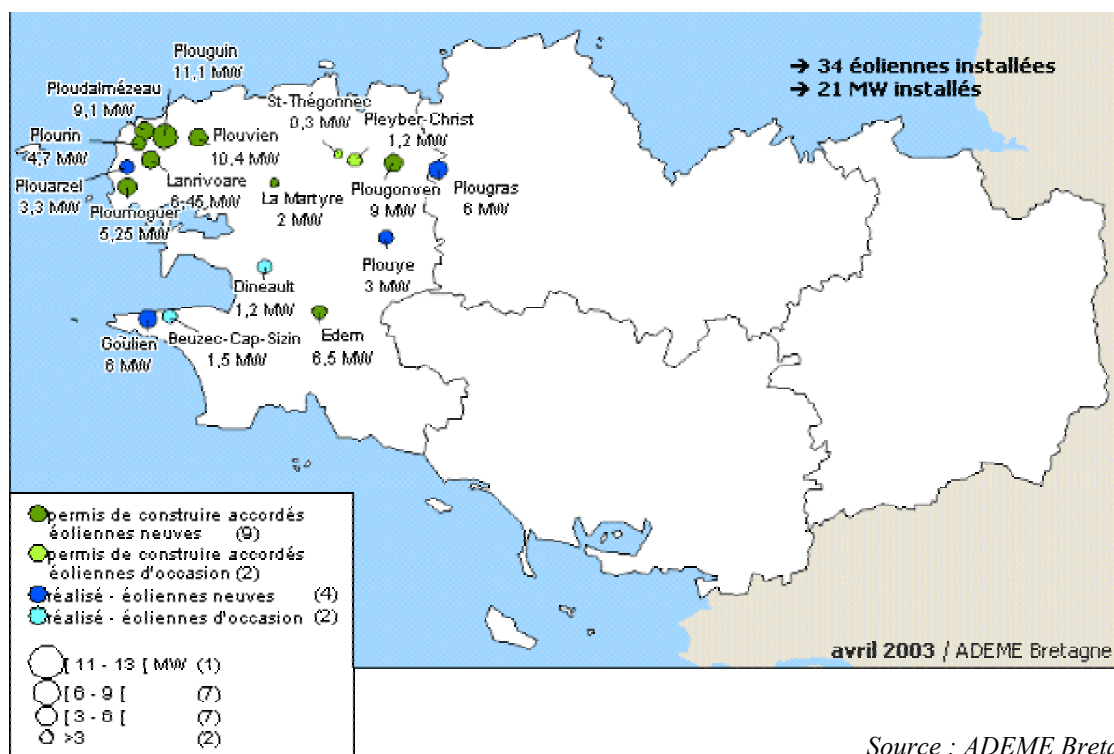 Plouguin
11,1 MW
Ploudalmézeau
9,1 MW
Plourin
4,7 MW
Plouarzel
3,3 MW
Ploumoguer
5,25 MW
Lanrivoare
6-45 MW
Plouvien
10,4 MW
St-Thégonnec
0,3 MW
Pleyber-Christ
1,2 MW
La Martyre
2 MW
Plougonven
9 MW
Plougras
6 MW
Plouye
3 MW
Dineault
1,2 MW
Goulien
6 MW
Beuzec-Cap-Sizin
1,5 MW
Edern
6,5 MW
→ 34 éoliennes installées
→ 21 MW installés
permis de construire accordés
éoliennes neuves (9)
permis de construire accordés
éoliennes d'occasion (2)
réalisé - éoliennes neuves (4)
réalisé - éoliennes d'occasion (2)
[ 11 - 13 [ MW (1)
[ 6 - 9 [ (7)
[ 3 - 6 [ (7)
>3 (2)
avril 2003 / ADEME Bretagne
Source : ADEME Breta